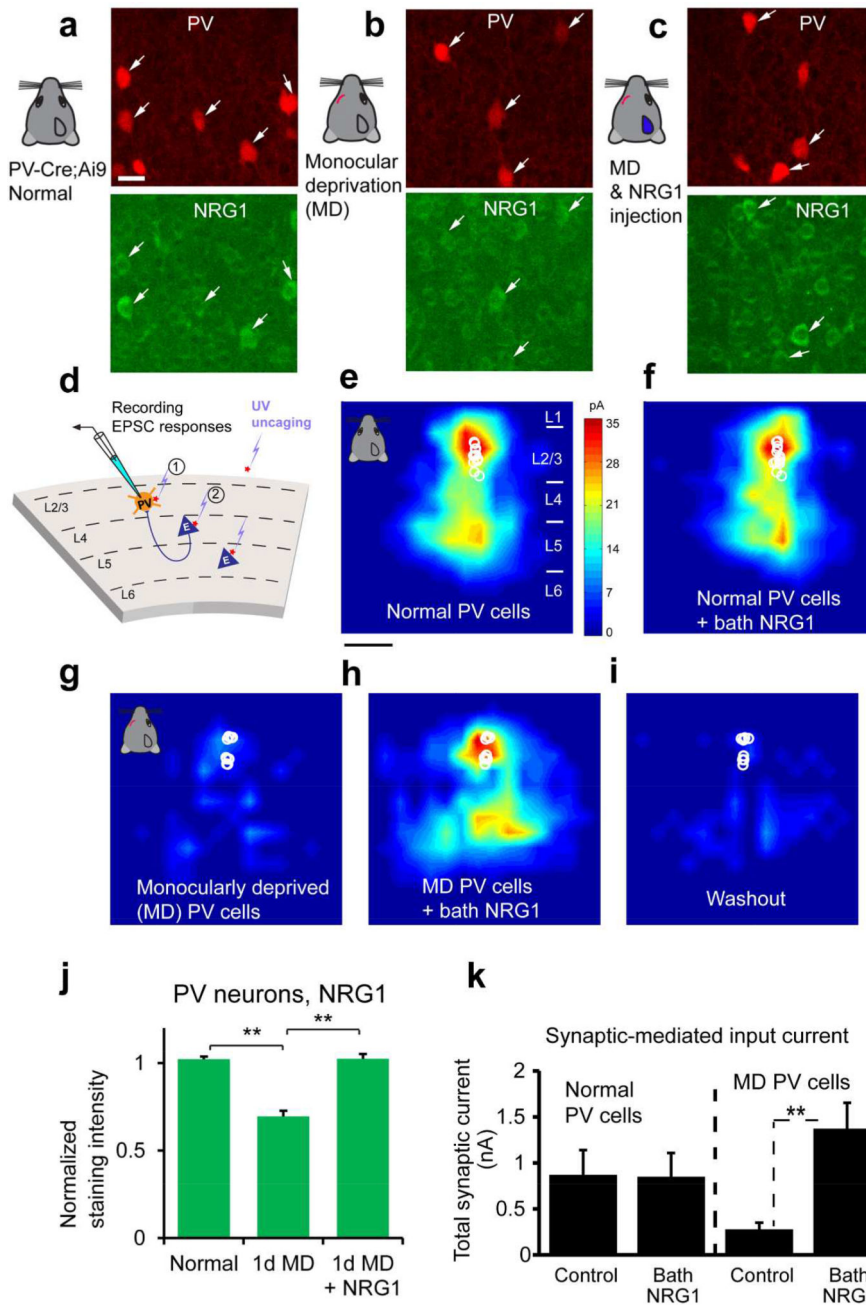 a
PV
PV-Cre;Ai9
Normal
NRG1
b
PV
Monocular
deprivation
(MD)
NRG1
c
PV
MD
& NRG1
injection
NRG1
d
Recording
EPSC responses
UV
uncaging
1
2
PV
E
E
L2/3
L4
L5
L6
e
L1
L2/3
L4
L5
L6
Normal PV cells
pA
35
28
21
14
7
0
f
Normal PV cells
+ bath NRG1
g
Monocularly deprived
(MD) PV cells
h
MD PV cells
+ bath NRG1
i
Washout
j
PV neurons, NRG1
**
**
Normalized
staining intensity
1
0.5
0
Normal
1d MD
1d MD
+ NRG1
k
Synaptic-mediated input current
Total synaptic current
(nA)
2
1.5
1
0.5
0
Normal
PV cells
MD PV cells
**
Control
Bath
NRG1
Control
Bath
NRG